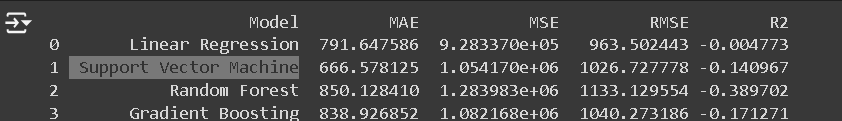 Model MAE MSE RMSE R2
0 Linear Regression 791.647586 9.283370e+05 963.502443 -0.004773
1 Support Vector Machine 666.578125 1.054170e+06 1026.727778 -0.140967
2 Random Forest 850.128410 1.283983e+06 1133.129554 -0.389702
3 Gradient Boosting 838.926852 1.082168e+06 1040.273186 -0.171271